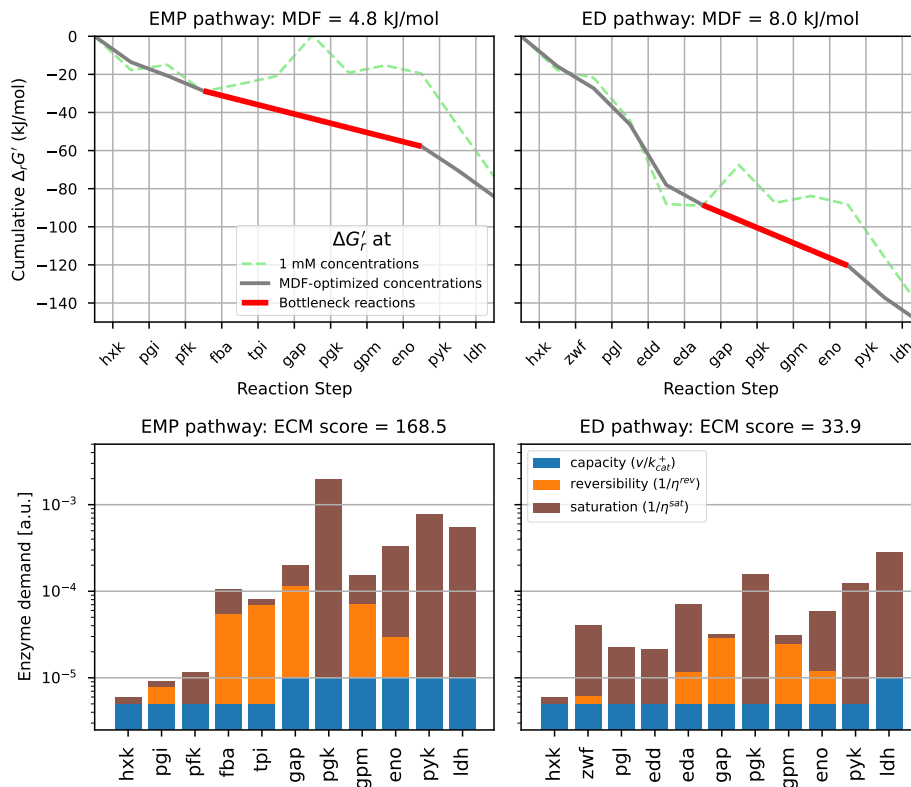 EMP pathway: MDF = 4.8 kJ/mol
ED pathway: MDF = 8.0 kJ/mol
Cumulative ΔᵣG′ (kJ/mol)
0
−20
−40
−60
−80
−100
−120
−140
ΔG′ᵣ at
1 mM concentrations
MDF-optimized concentrations
Bottleneck reactions
hxk pgi pfk fba tpi gap pgk gpm eno pyk ldh
Reaction Step
hxk zwf pgl edd eda gap pgk gpm eno pyk ldh
Reaction Step
EMP pathway: ECM score = 168.5
ED pathway: ECM score = 33.9
Enzyme demand [a.u.]
10⁻³
10⁻⁴
10⁻⁵
capacity (v/k⁺cat)
reversibility (1/ηʳᵉᵛ)
saturation (1/ηˢᵃᵗ)
hxk pgi pfk fba tpi gap pgk gpm eno pyk ldh
hxk zwf pgl edd eda gap pgk gpm eno pyk ldh